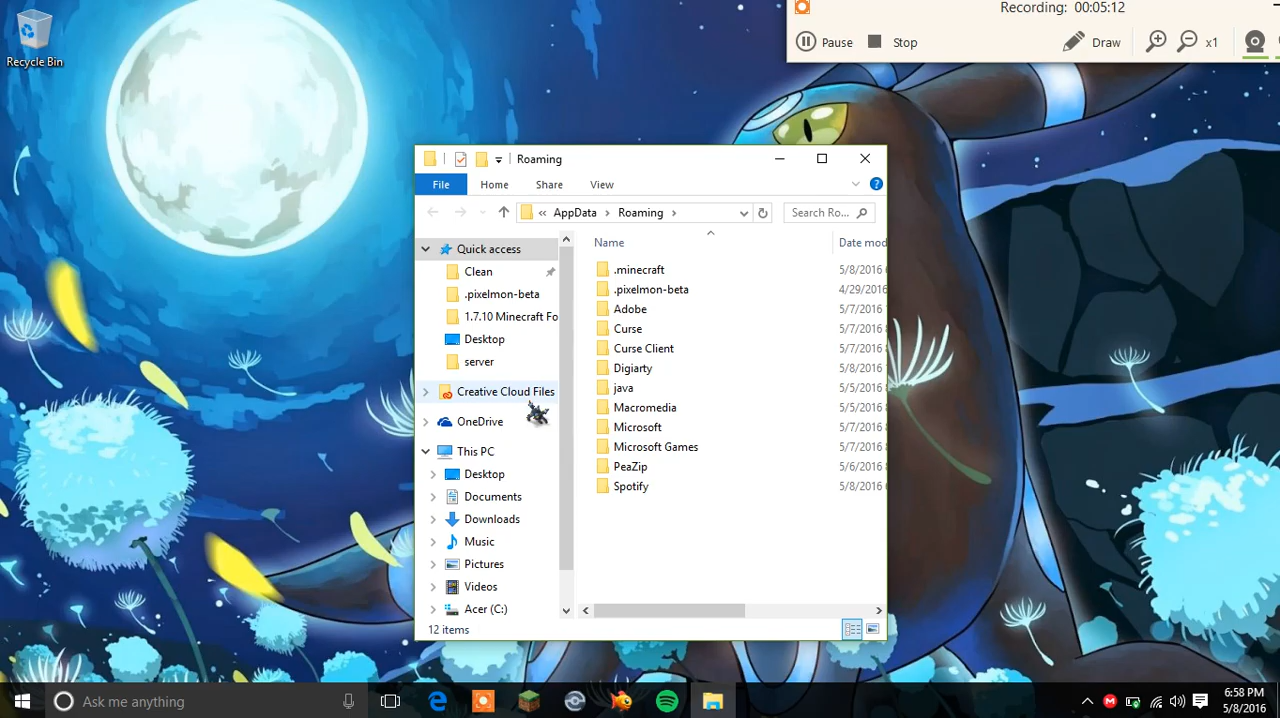 Recycle Bin
Recording: 00:05:12
Pause
Stop
Draw
x1
Roaming
File
Home
Share
View
« AppData › Roaming ›
Search Ro...
Quick access
Clean
.pixelmon-beta
1.7.10 Minecraft Fo
Desktop
server
Creative Cloud Files
OneDrive
This PC
Desktop
Documents
Downloads
Music
Pictures
Videos
Acer (C:)
Name
Date mod
.minecraft 5/8/2016 6
.pixelmon-beta 4/29/2016
Adobe 5/7/2016
Curse 5/7/2016
Curse Client 5/7/2016
Digiarty 5/8/2016
java 5/5/2016
Macromedia 5/5/2016
Microsoft 5/7/2016
Microsoft Games 5/7/2016
PeaZip 5/6/2016
Spotify 5/8/2016
12 items
Ask me anything
6:58 PM
5/8/2016